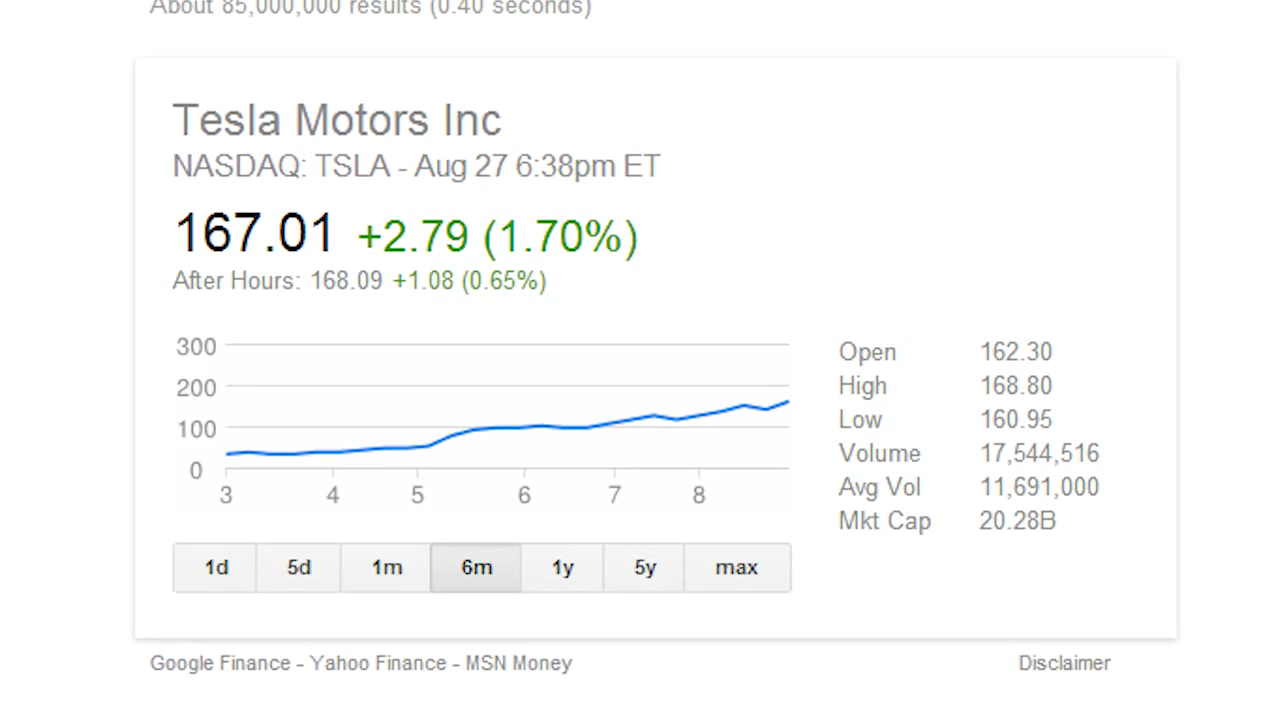 About 85,000,000 results (0.40 seconds)
Tesla Motors Inc
NASDAQ: TSLA - Aug 27 6:38pm ET
167.01 +2.79 (1.70%)
After Hours: 168.09 +1.08 (0.65%)
300
200
100
0
3 4 5 6 7 8
Open 162.30
High 168.80
Low 160.95
Volume 17,544,516
Avg Vol 11,691,000
Mkt Cap 20.28B
1d 5d 1m 6m 1y 5y max
Google Finance - Yahoo Finance - MSN Money Disclaimer